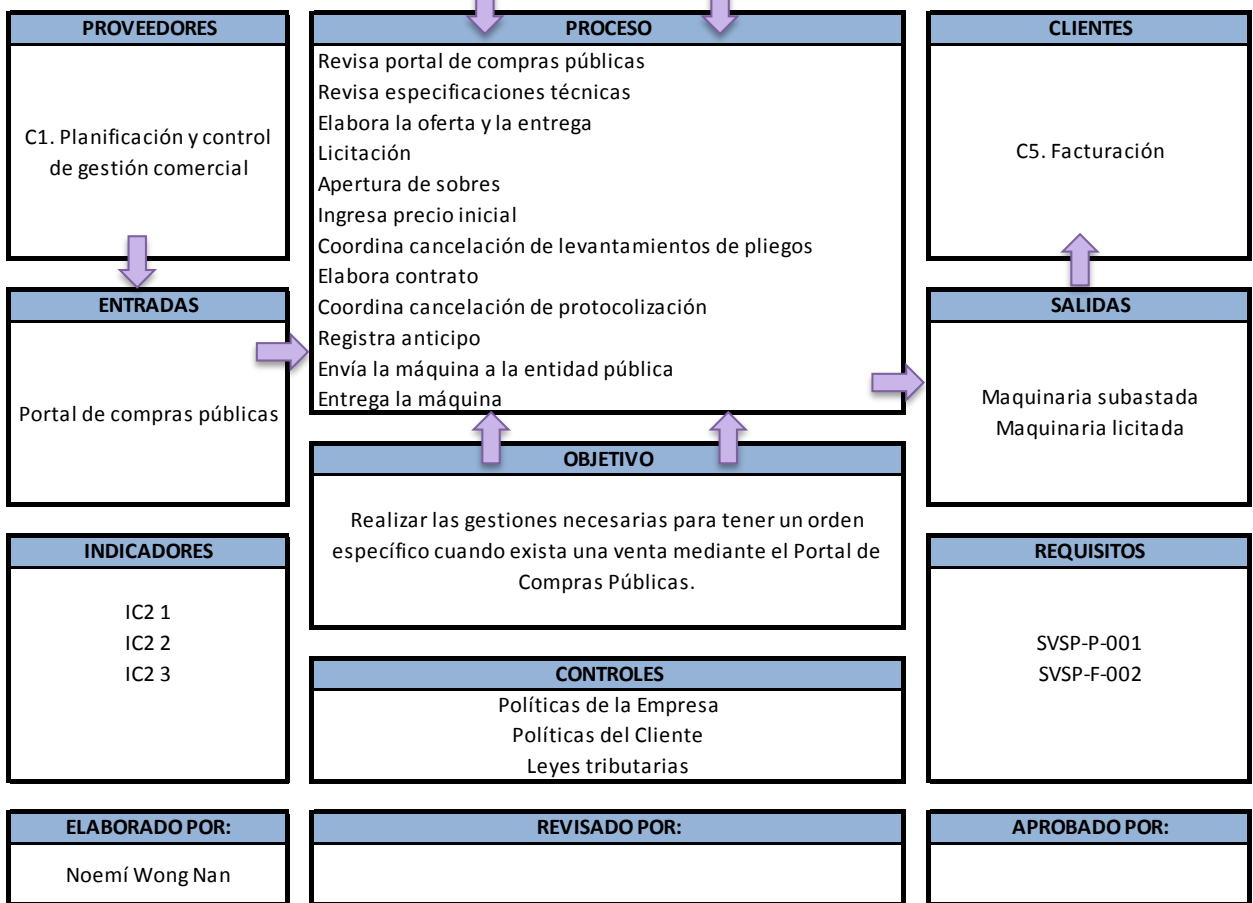 PROVEEDORES
C1. Planificación y control
de gestión comercial
PROCESO
Revisa portal de compras públicas
Revisa especificaciones técnicas
Elabora la oferta y la entrega
Licitación
Apertura de sobres
Ingresa precio inicial
Coordina cancelación de levantamientos de pliegos
Elabora contrato
Coordina cancelación de protocolización
Registra anticipo
Envía la máquina a la entidad pública
Entrega la máquina
CLIENTES
C5. Facturación
ENTRADAS
Portal de compras públicas
SALIDAS
Maquinaria subastada
Maquinaria licitada
OBJETIVO
Realizar las gestiones necesarias para tener un orden
específico cuando exista una venta mediante el Portal de
Compras Públicas.
INDICADORES
IC2 1
IC2 2
IC2 3
REQUISITOS
SVSP-P-001
SVSP-F-002
CONTROLES
Políticas de la Empresa
Políticas del Cliente
Leyes tributarias
ELABORADO POR:
Noemí Wong Nan
REVISADO POR:
APROBADO POR: